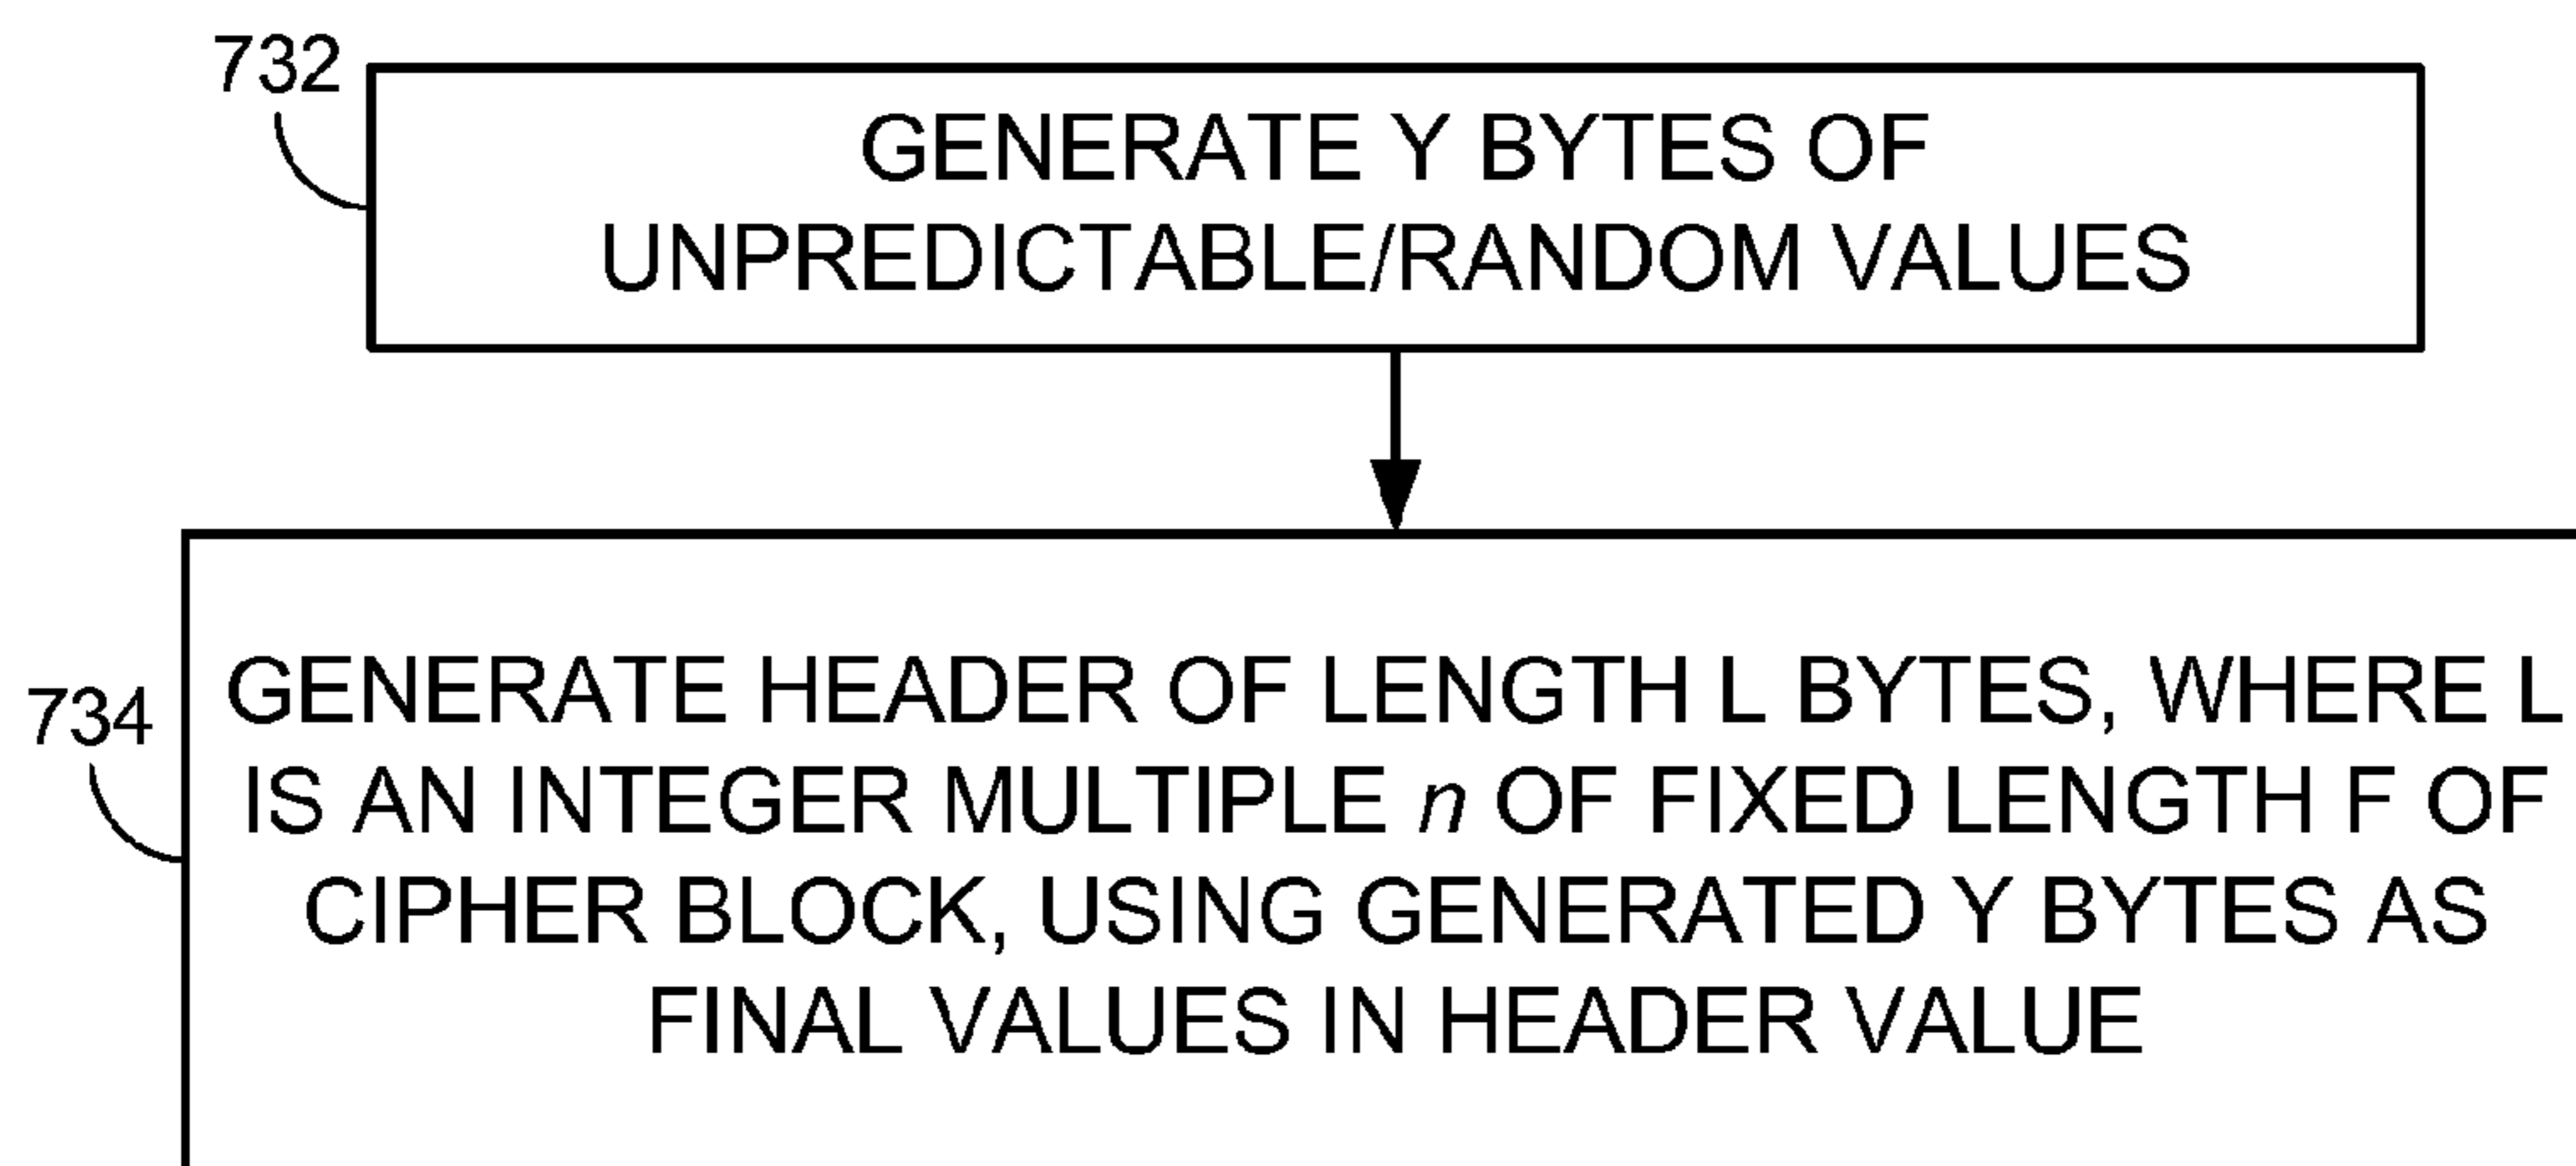 732
GENERATE Y BYTES OF
UNPREDICTABLE/RANDOM VALUES
734
GENERATE HEADER OF LENGTH L BYTES, WHERE L
IS AN INTEGER MULTIPLE n OF FIXED LENGTH F OF
CIPHER BLOCK, USING GENERATED Y BYTES AS
FINAL VALUES IN HEADER VALUE